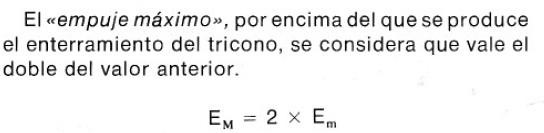 El «empuje máximo», por encima del que se produce
el enterramiento del tricono, se considera que vale el
doble del valor anterior.
E_M = 2 × E_m